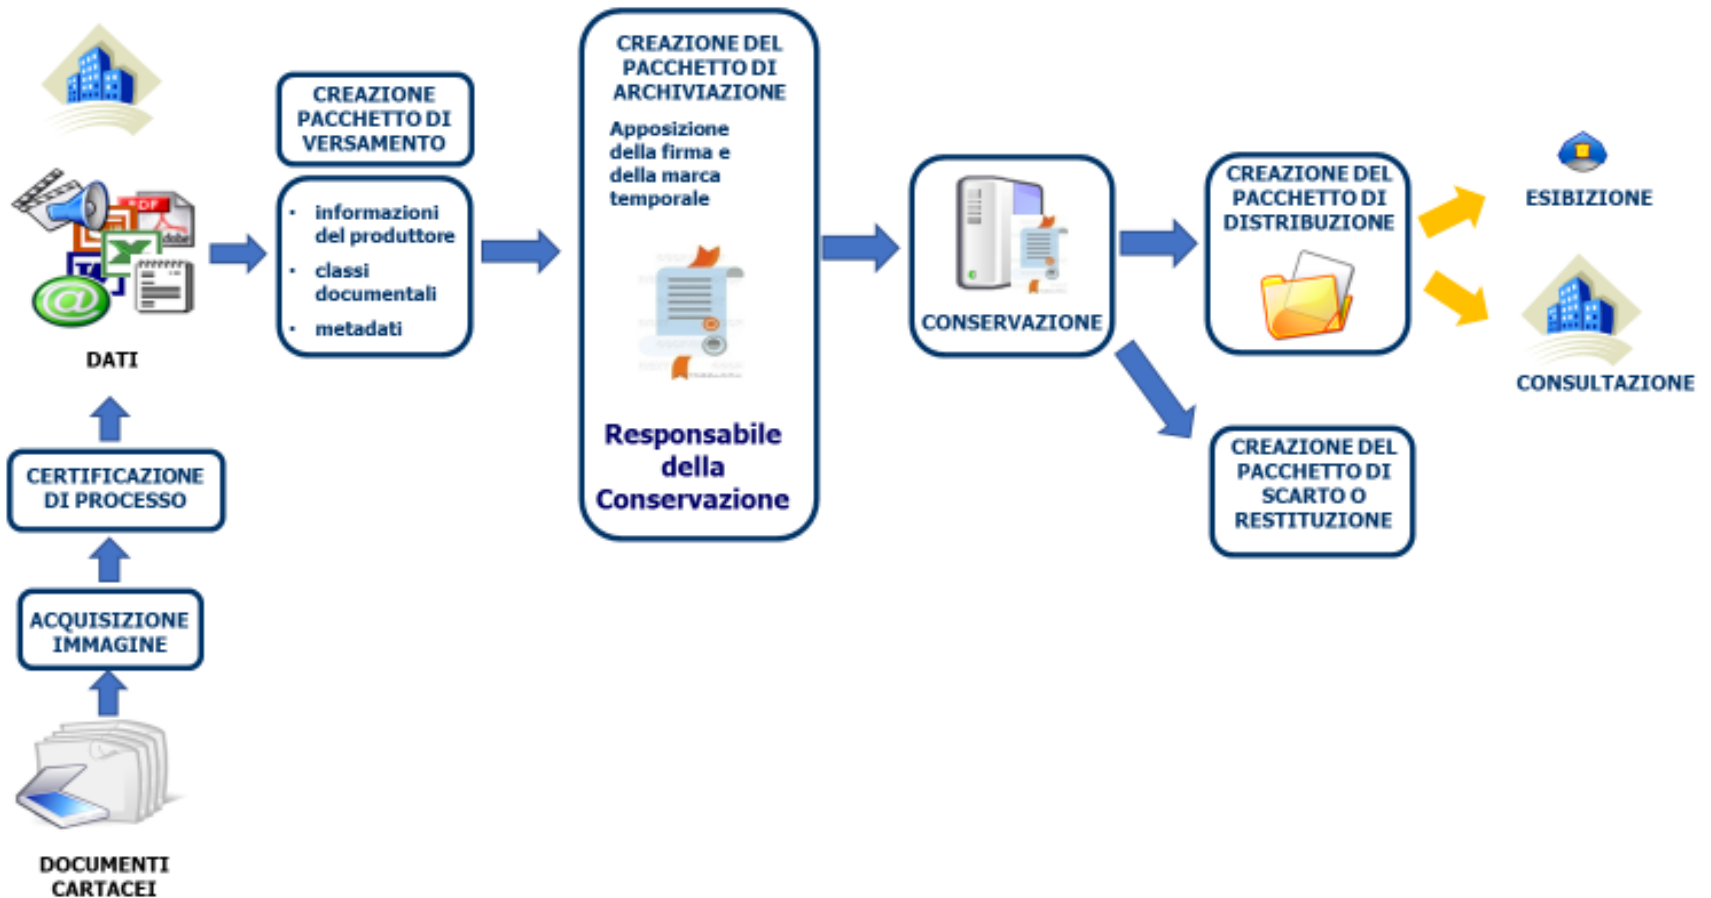 DATI
CERTIFICAZIONE
DI PROCESSO
ACQUISIZIONE
IMMAGINE
DOCUMENTI
CARTACEI
CREAZIONE
PACCHETTO DI
VERSAMENTO
• informazioni
del produttore
• classi
documentali
• metadati
CREAZIONE DEL
PACCHETTO DI
ARCHIVIAZIONE
Apposizione
della firma e
della marca
temporale
Responsabile
della
Conservazione
CONSERVAZIONE
CREAZIONE DEL
PACCHETTO DI
DISTRIBUZIONE
CREAZIONE DEL
PACCHETTO DI
SCARTO O
RESTITUZIONE
ESIBIZIONE
CONSULTAZIONE
PDF
Adobe
@